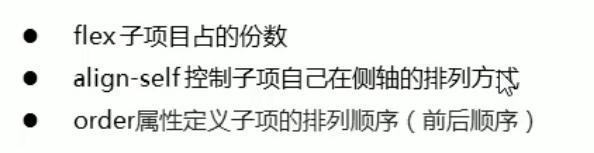 ● flex 子项目占的份数
● align-self 控制子项自己在侧轴的排列方式
● order属性定义子项的排列顺序（前后顺序）